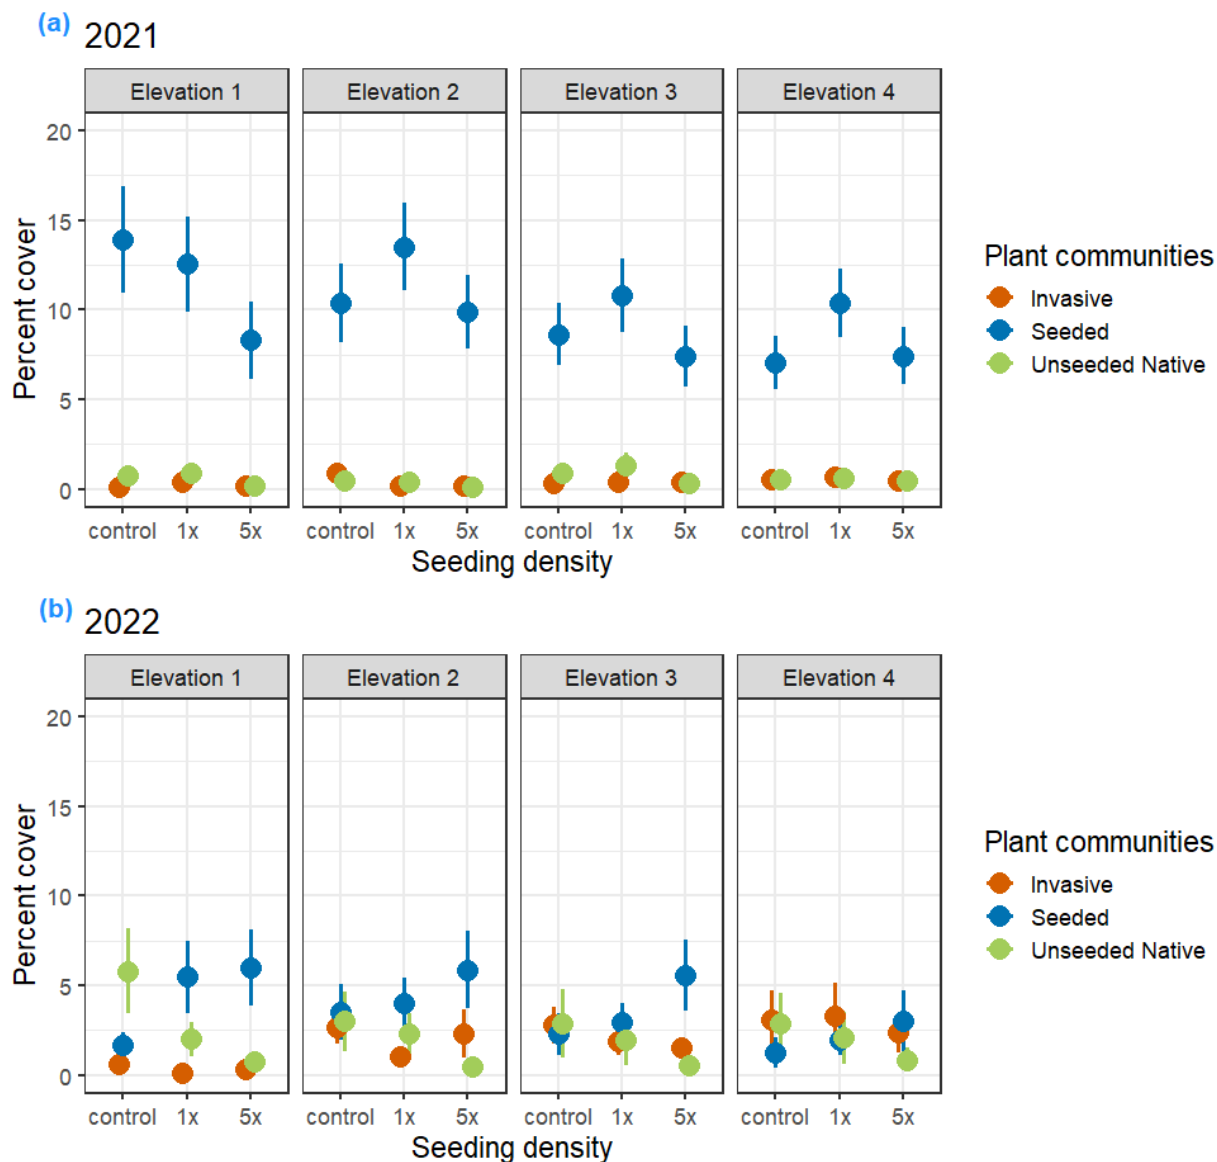 (a) 2021
Elevation 1 Elevation 2 Elevation 3 Elevation 4
Percent cover
20
15
10
5
0
control 1x 5x control 1x 5x control 1x 5x control 1x 5x
Seeding density
Plant communities
Invasive
Seeded
Unseeded Native
(b) 2022
Elevation 1 Elevation 2 Elevation 3 Elevation 4
Percent cover
20
15
10
5
0
control 1x 5x control 1x 5x control 1x 5x control 1x 5x
Seeding density
Plant communities
Invasive
Seeded
Unseeded Native